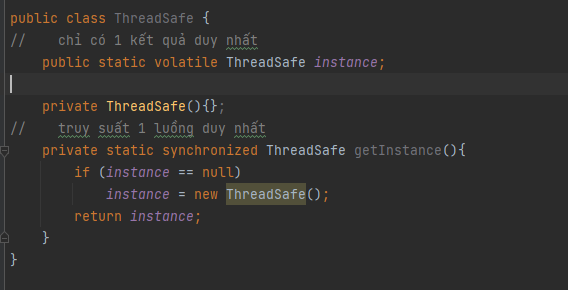 public class ThreadSafe {
//    chỉ có 1 kết quả duy nhất
    public static volatile ThreadSafe instance;
    private ThreadSafe(){};
//    truy suất 1 luồng duy nhất
    private static synchronized ThreadSafe getInstance(){
        if (instance == null)
            instance = new ThreadSafe();
        return instance;
    }
}